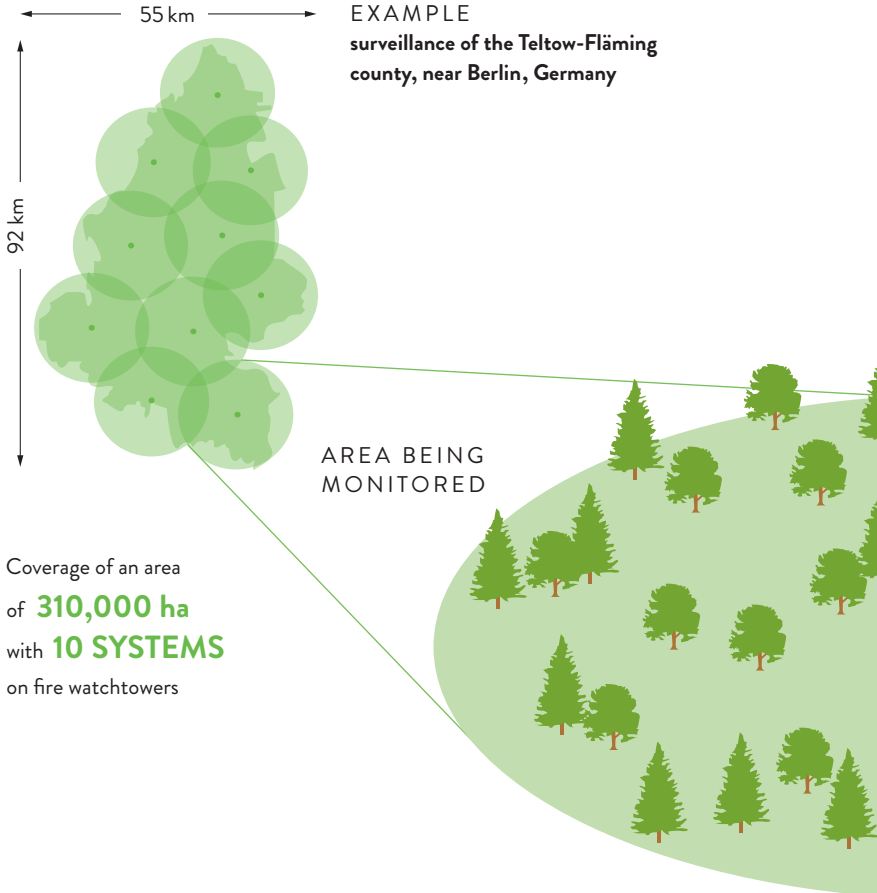 55 km
EXAMPLE
surveillance of the Teltow-Fläming
county, near Berlin, Germany
92 km
AREA BEING
MONITORED
Coverage of an area
of 310,000 ha
with 10 SYSTEMS
on fire watchtowers